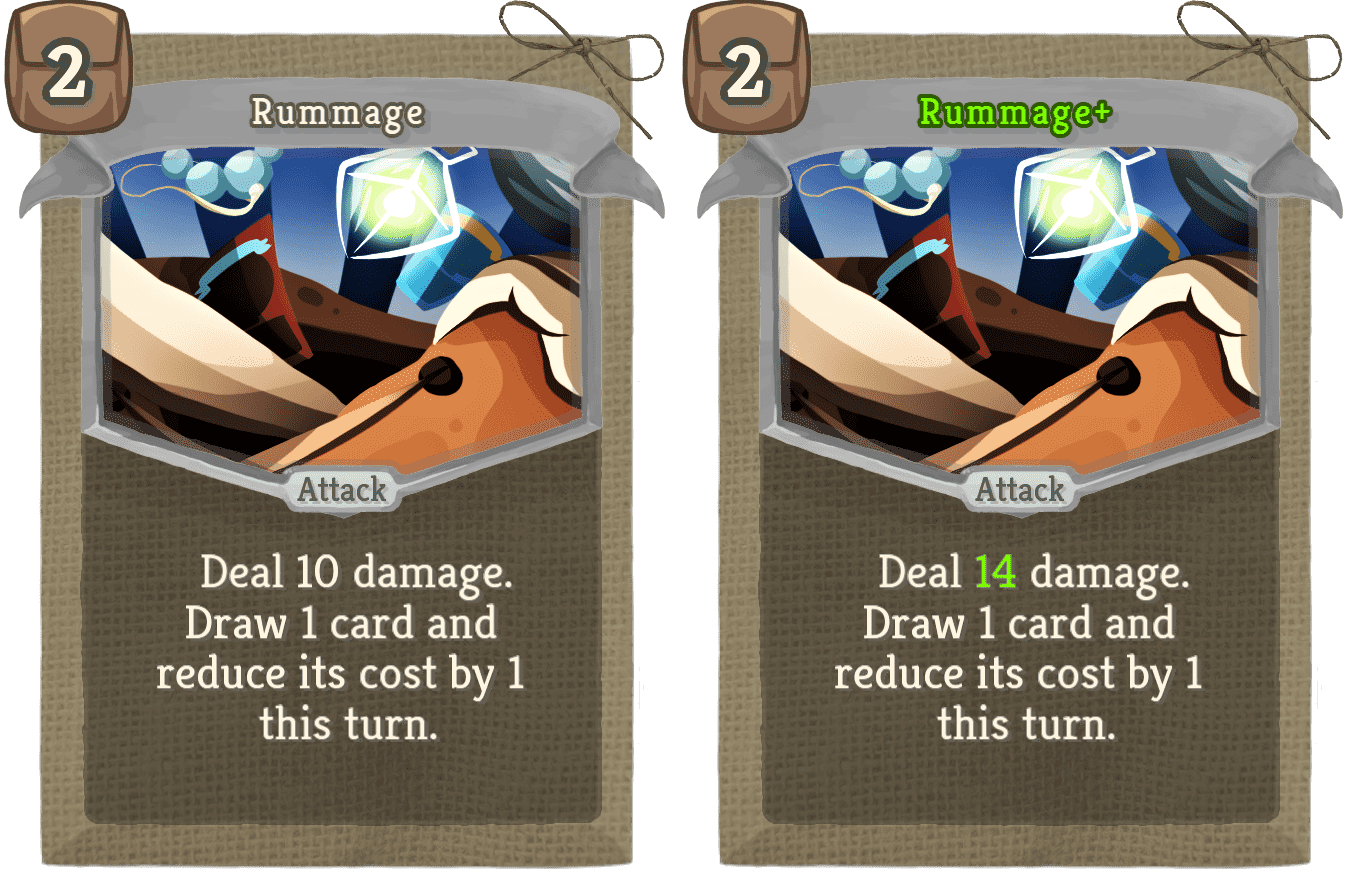 2
Rummage
Attack
Deal 10 damage.
Draw 1 card and
reduce its cost by 1
this turn.
2
Rummage+
Attack
Deal 14 damage.
Draw 1 card and
reduce its cost by 1
this turn.